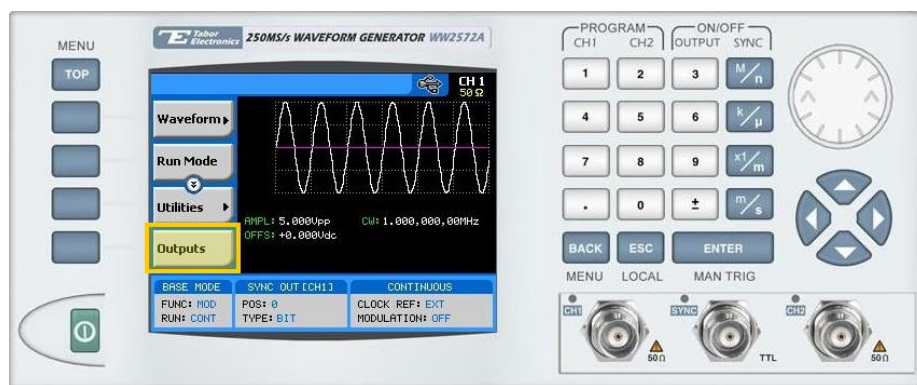 MENU
TOP
Tabor
Electronics
250MS/s WAVEFORM GENERATOR WW2572A
CH 1
50 Ω
Waveform
Run Mode
Utilities
Outputs
AMPL: 5.000Vpp
OFFS: +0.000Vdc
CW: 1.000,000,00MHz
BASE MODE
FUNC: MOD
RUN: CONT
SYNC OUT [CH1]
POS: 0
TYPE: BIT
CONTINUOUS
CLOCK REF: EXT
MODULATION: OFF
PROGRAM
CH1 CH2
ON/OFF
OUTPUT SYNC
1 2 3 M/n
4 5 6 k/µ
7 8 9 x1/m
. 0 ± m/s
BACK ESC ENTER
MENU LOCAL MAN TRIG
CH1 SYNC CH2
50Ω TTL 50Ω